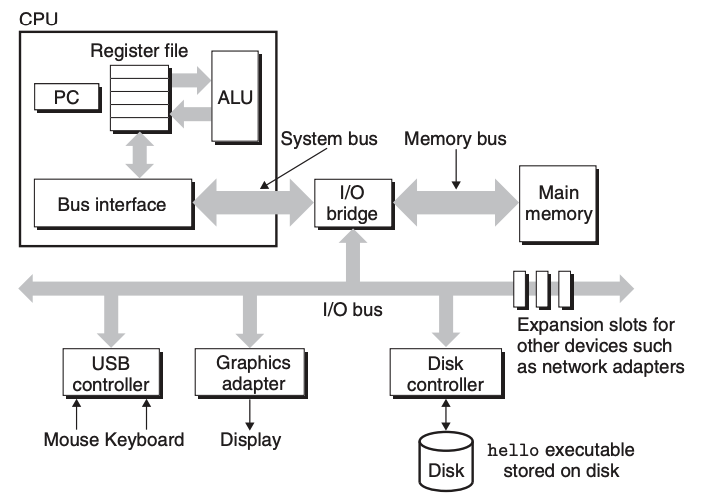 CPU
Register file
PC
ALU
System bus
Memory bus
Bus interface
I/O
bridge
Main
memory
I/O bus
Expansion slots for
other devices such
as network adapters
USB
controller
Graphics
adapter
Disk
controller
Mouse Keyboard
Display
Disk
hello executable
stored on disk